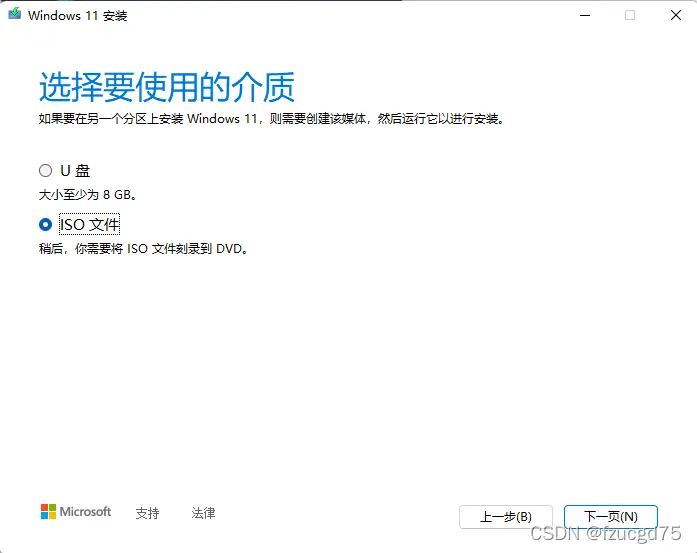 Windows 11 安装
选择要使用的介质
如果要在另一个分区上安装 Windows 11，则需要创建该媒体，然后运行它以进行安装。
U 盘
大小至少为 8 GB。
ISO 文件
稍后，你需要将 ISO 文件刻录到 DVD。
Microsoft 支持 法律 上一步(B) 下一页(N)
CSDN @fzucgd75